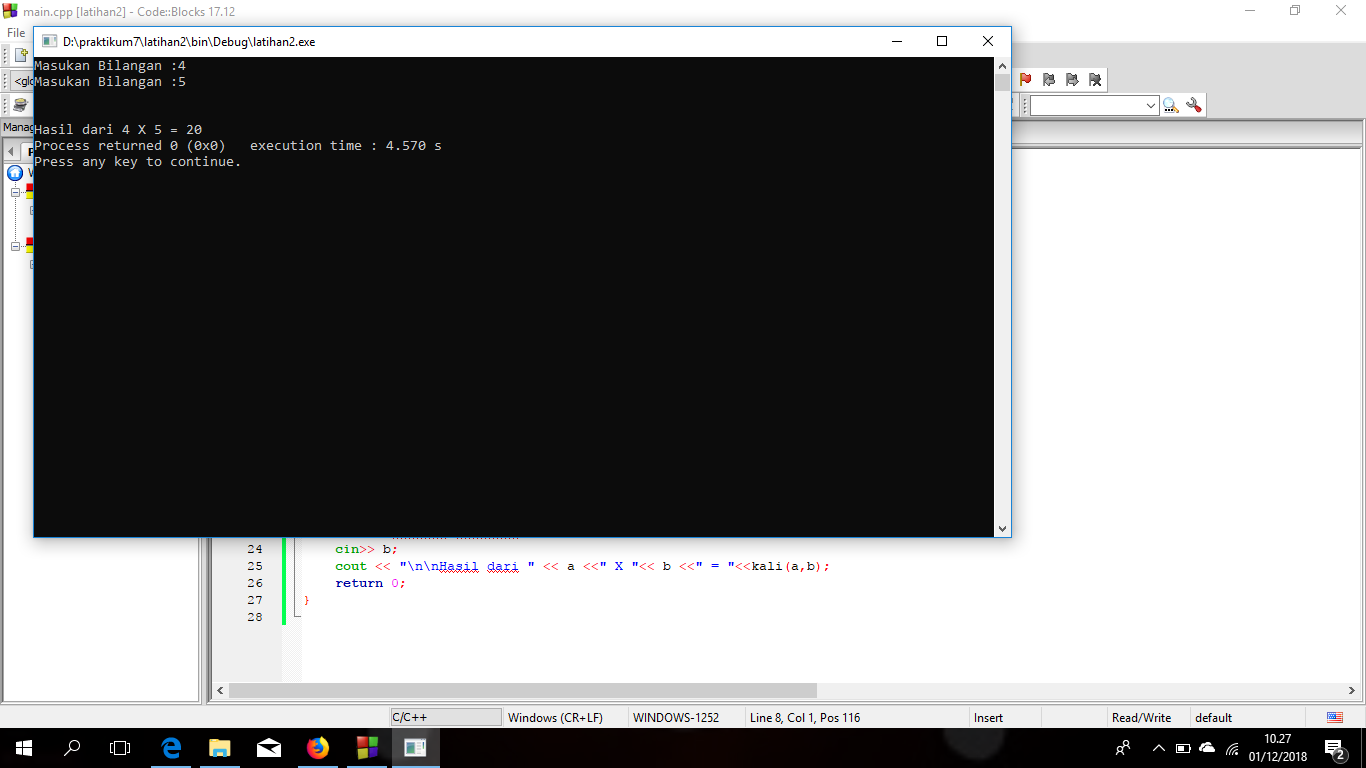 main.cpp [latihan2] - Code::Blocks 17.12
File
D:\praktikum7\latihan2\bin\Debug\latihan2.exe
Masukan Bilangan :4
<glo
Masukan Bilangan :5
Manag
Hasil dari 4 X 5 = 20
Process returned 0 (0x0)   execution time : 4.570 s
Press any key to continue.
24 cin>> b;
25 cout << "\n\nHasil dari " << a <<" X "<< b <<" = "<<kali(a,b);
26 return 0;
27 }
28
C/C++ Windows (CR+LF) WINDOWS-1252 Line 8, Col 1, Pos 116 Insert Read/Write default
10.27
01/12/2018
2